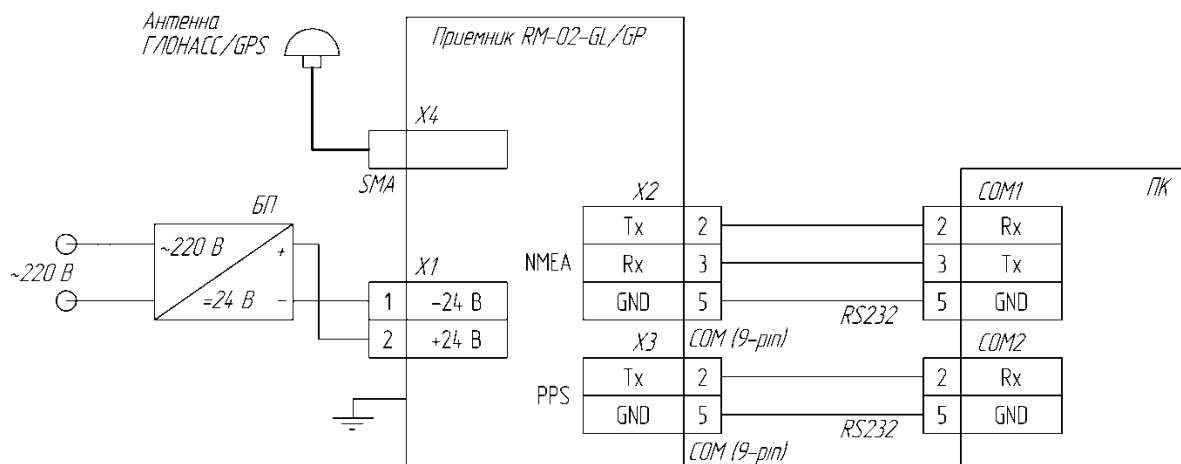 Антенна
ГЛОНАСС/GPS
Приемник RM-02-GL/GP
X4
SMA
БП
~220 В
~220 В
+
=24 В
−
X1
1 −24 В
2 +24 В
X2
NMEA
Tx 2
Rx 3
GND 5
COM (9-pin)
RS232
ПК
COM1
2 Rx
3 Tx
5 GND
X3
PPS
Tx 2
GND 5
COM (9-pin)
RS232
COM2
2 Rx
5 GND